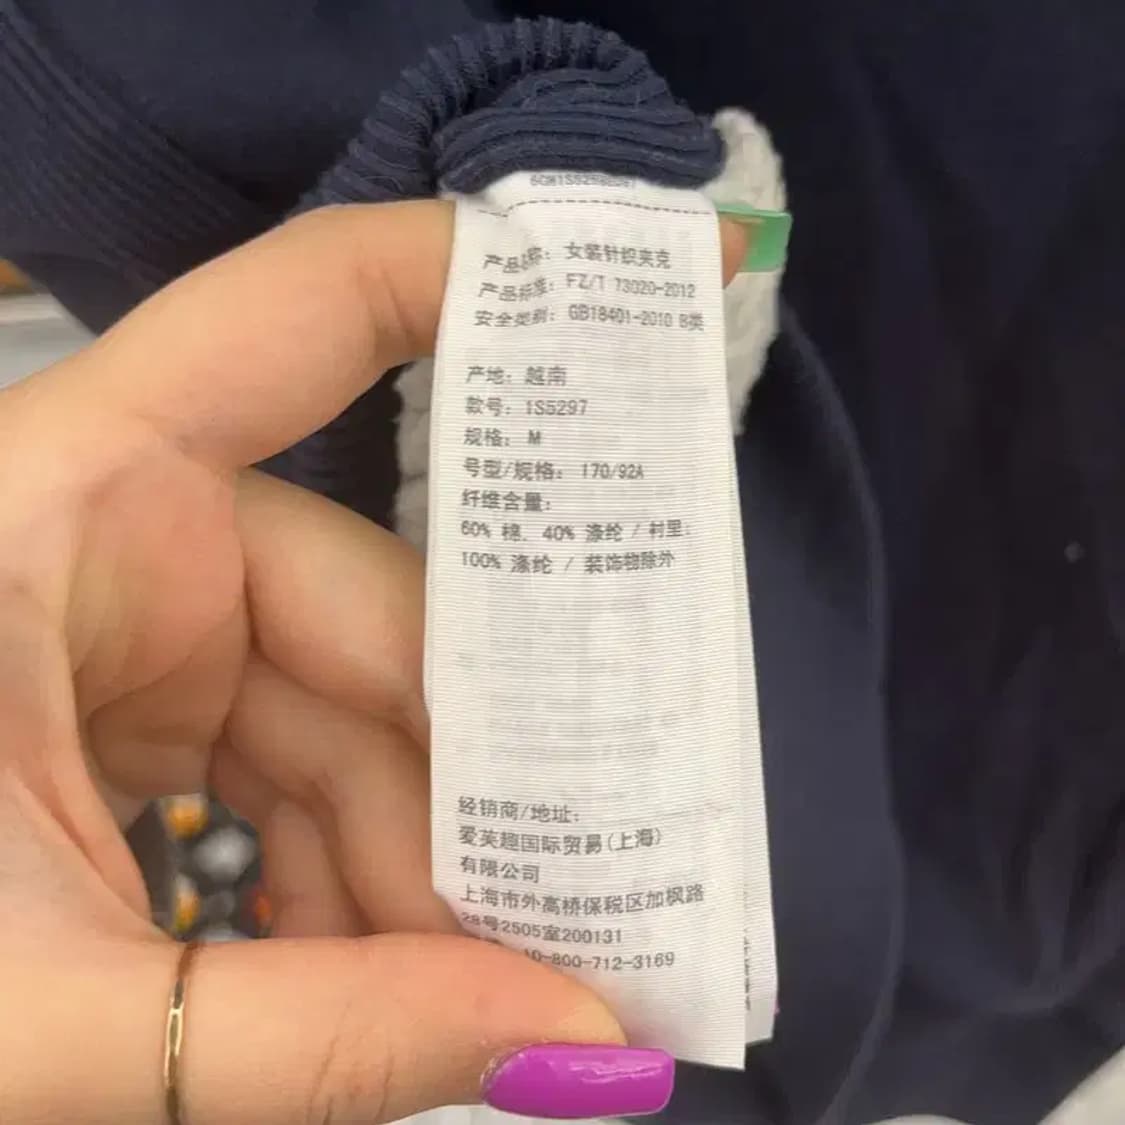 产品名称：女装针织夹克
产品标准：FZ/T 73020-2012
安全类别：GB18401-2010 B类
产地：越南
款号：1S5297
规格：M
号型/规格：170/92A
纤维含量：
60% 棉、40% 涤纶 / 衬里：
100% 涤纶 / 装饰物除外
经销商/地址：
爱芙趣国际贸易(上海)
有限公司
上海市外高桥保税区加枫路
28号2505室200131
10-800-712-3169